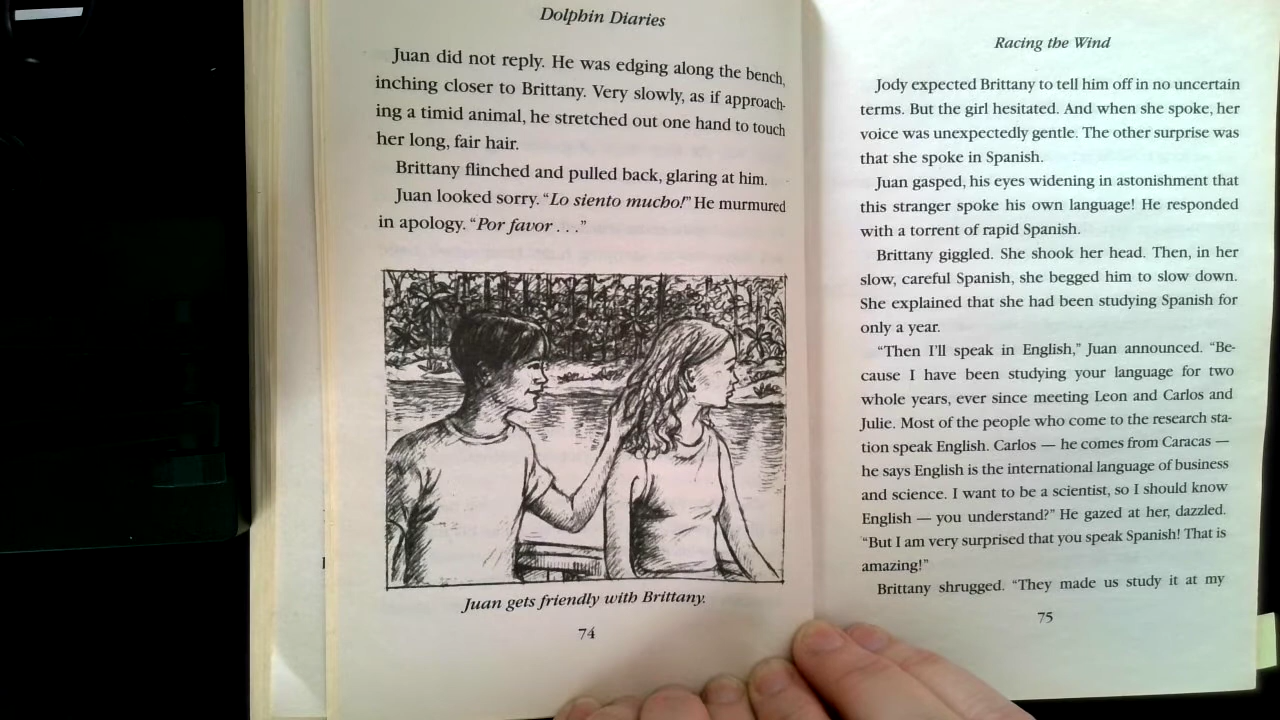 Dolphin Diaries
Juan did not reply. He was edging along the bench,
inching closer to Brittany. Very slowly, as if approach-
ing a timid animal, he stretched out one hand to touch
her long, fair hair.
Brittany flinched and pulled back, glaring at him.
Juan looked sorry. “Lo siento mucho!” He murmured
in apology. “Por favor . . .”
Juan gets friendly with Brittany.
74
Racing the Wind
Jody expected Brittany to tell him off in no uncertain
terms. But the girl hesitated. And when she spoke, her
voice was unexpectedly gentle. The other surprise was
that she spoke in Spanish.
Juan gasped, his eyes widening in astonishment that
this stranger spoke his own language! He responded
with a torrent of rapid Spanish.
Brittany giggled. She shook her head. Then, in her
slow, careful Spanish, she begged him to slow down.
She explained that she had been studying Spanish for
only a year.
“Then I’ll speak in English,” Juan announced. “Be-
cause I have been studying your language for two
whole years, ever since meeting Leon and Carlos and
Julie. Most of the people who come to the research sta-
tion speak English. Carlos — he comes from Caracas —
he says English is the international language of business
and science. I want to be a scientist, so I should know
English — you understand?” He gazed at her, dazzled.
“But I am very surprised that you speak Spanish! That is
amazing!”
Brittany shrugged. “They made us study it at my
75